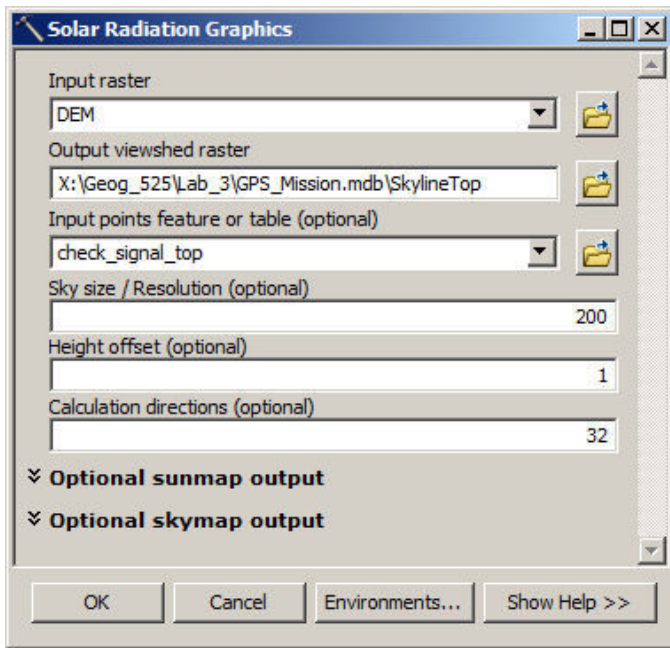 Solar Radiation Graphics
Input raster
DEM
Output viewshed raster
X:\Geog_525\Lab_3\GPS_Mission.mdb\SkylineTop
Input points feature or table (optional)
check_signal_top
Sky size / Resolution (optional)
200
Height offset (optional)
1
Calculation directions (optional)
32
Optional sunmap output
Optional skymap output
OK Cancel Environments... Show Help >>